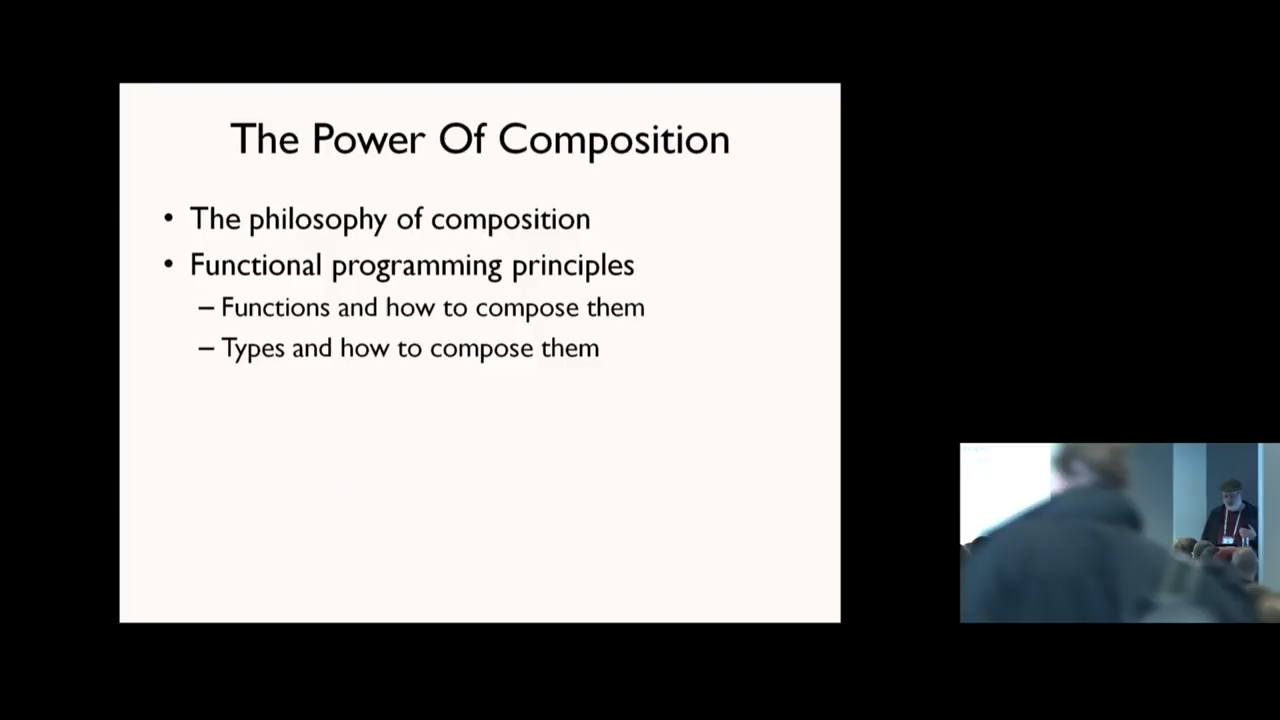 The Power Of Composition
• The philosophy of composition
• Functional programming principles
– Functions and how to compose them
– Types and how to compose them